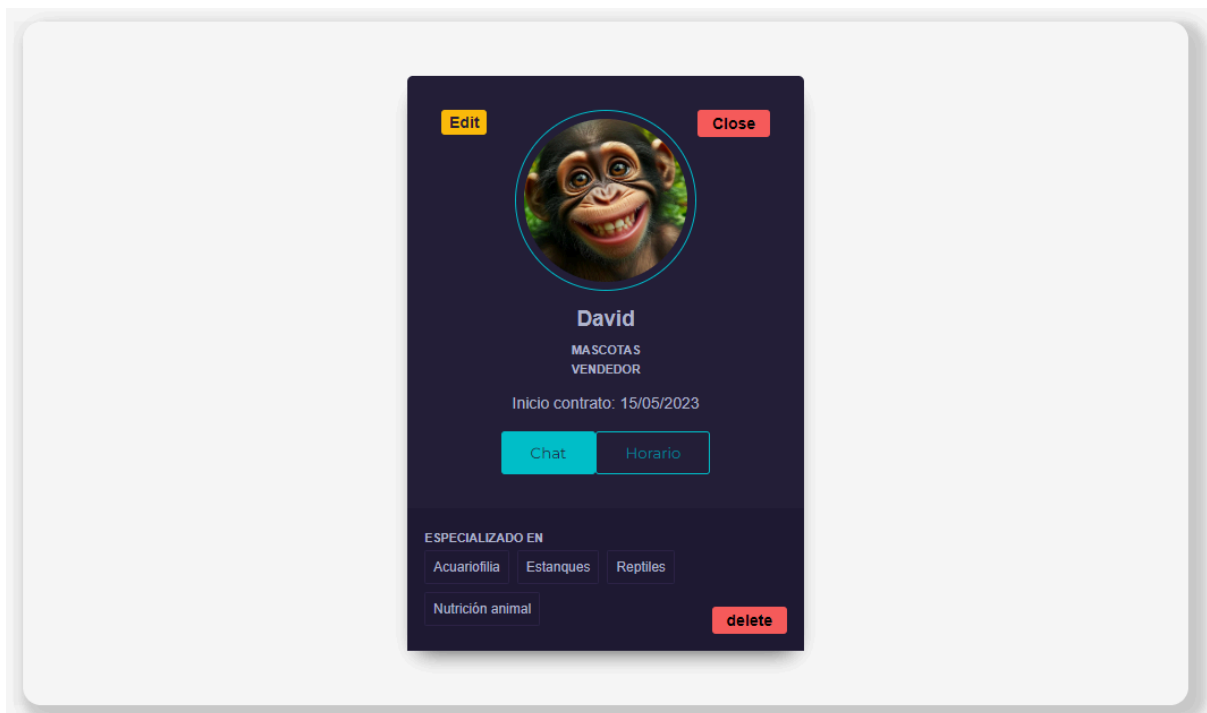 Edit
Close
David
MASCOTAS
VENDEDOR
Inicio contrato: 15/05/2023
Chat
Horario
ESPECIALIZADO EN
Acuariofilia
Estanques
Reptiles
Nutrición animal
delete